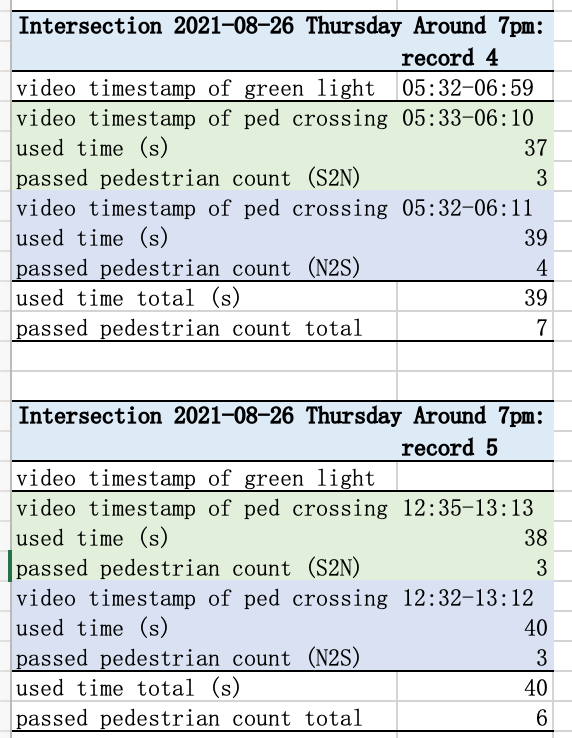 Intersection 2021-08-26 Thursday Around 7pm:
record 4
video timestamp of green light 05:32-06:59
video timestamp of ped crossing 05:33-06:10
used time (s) 37
passed pedestrian count (S2N) 3
video timestamp of ped crossing 05:32-06:11
used time (s) 39
passed pedestrian count (N2S) 4
used time total (s) 39
passed pedestrian count total 7
Intersection 2021-08-26 Thursday Around 7pm:
record 5
video timestamp of green light
video timestamp of ped crossing 12:35-13:13
used time (s) 38
passed pedestrian count (S2N) 3
video timestamp of ped crossing 12:32-13:12
used time (s) 40
passed pedestrian count (N2S) 3
used time total (s) 40
passed pedestrian count total 6